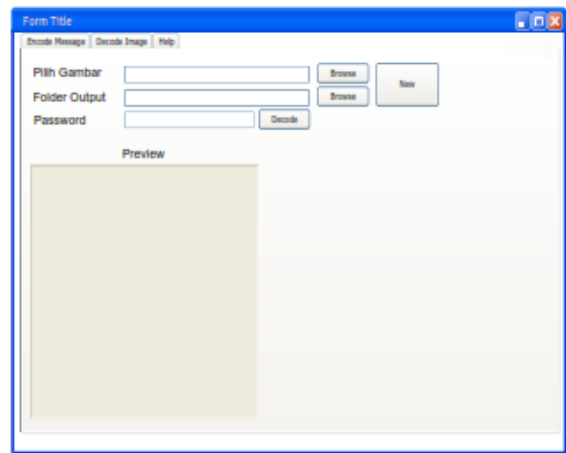 Form Title
Encode Message Decode Image Help
Pilih Gambar Browse New
Folder Output Browse
Password Decode
Preview